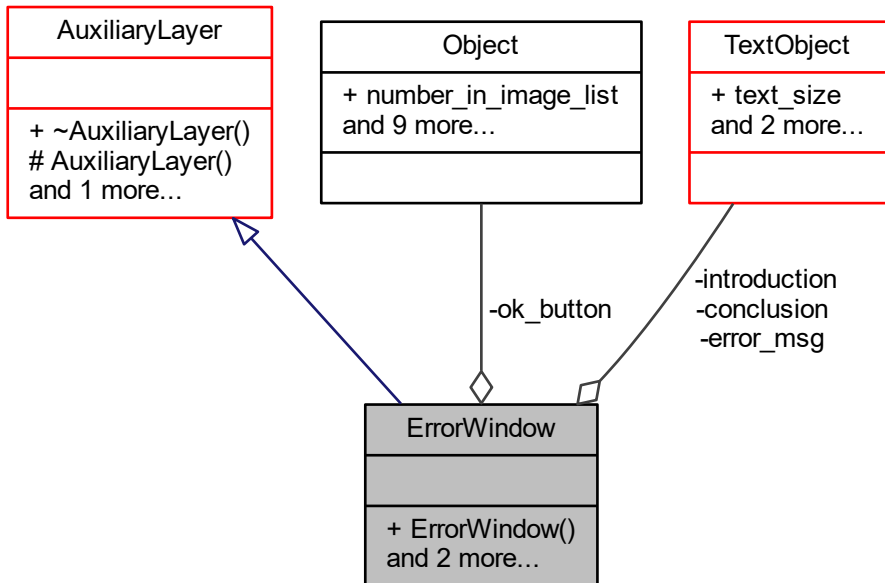 AuxiliaryLayer
+ ~AuxiliaryLayer()
# AuxiliaryLayer()
and 1 more...
Object
+ number_in_image_list
and 9 more...
TextObject
+ text_size
and 2 more...
-ok_button
-introduction
-conclusion
-error_msg
ErrorWindow
+ ErrorWindow()
and 2 more...